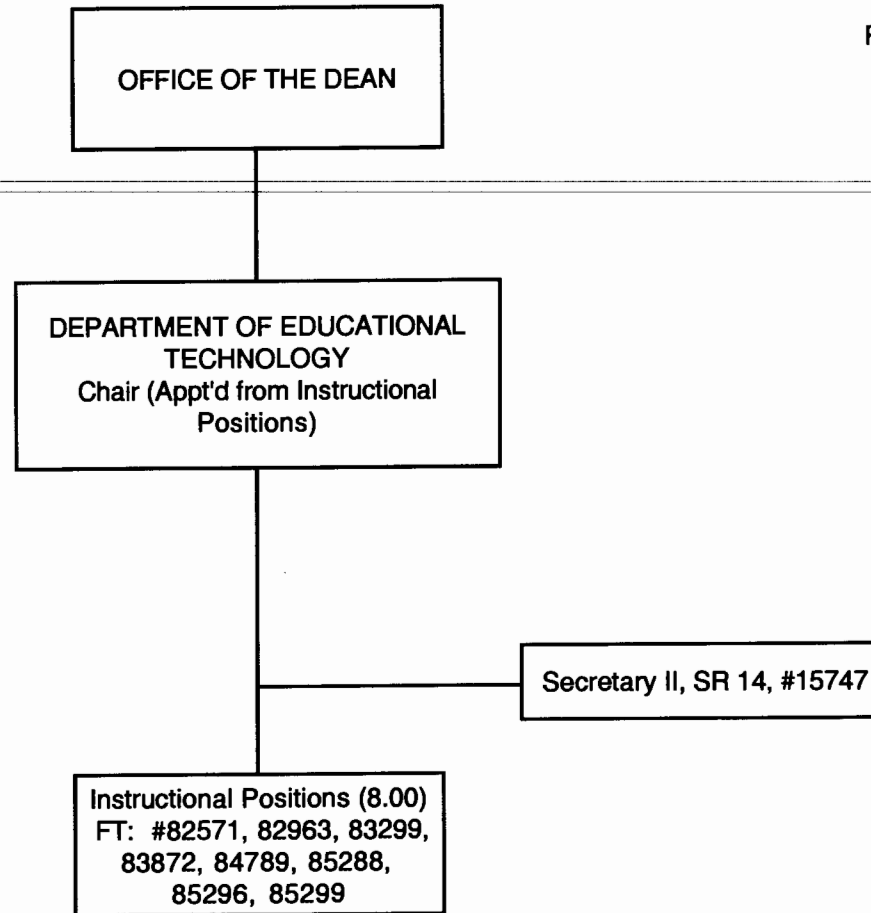 OFFICE OF THE DEAN
DEPARTMENT OF EDUCATIONAL
TECHNOLOGY
Chair (Appt'd from Instructional
Positions)
Secretary II, SR 14, #15747
Instructional Positions (8.00)
FT: #82571, 82963, 83299,
83872, 84789, 85288,
85296, 85299